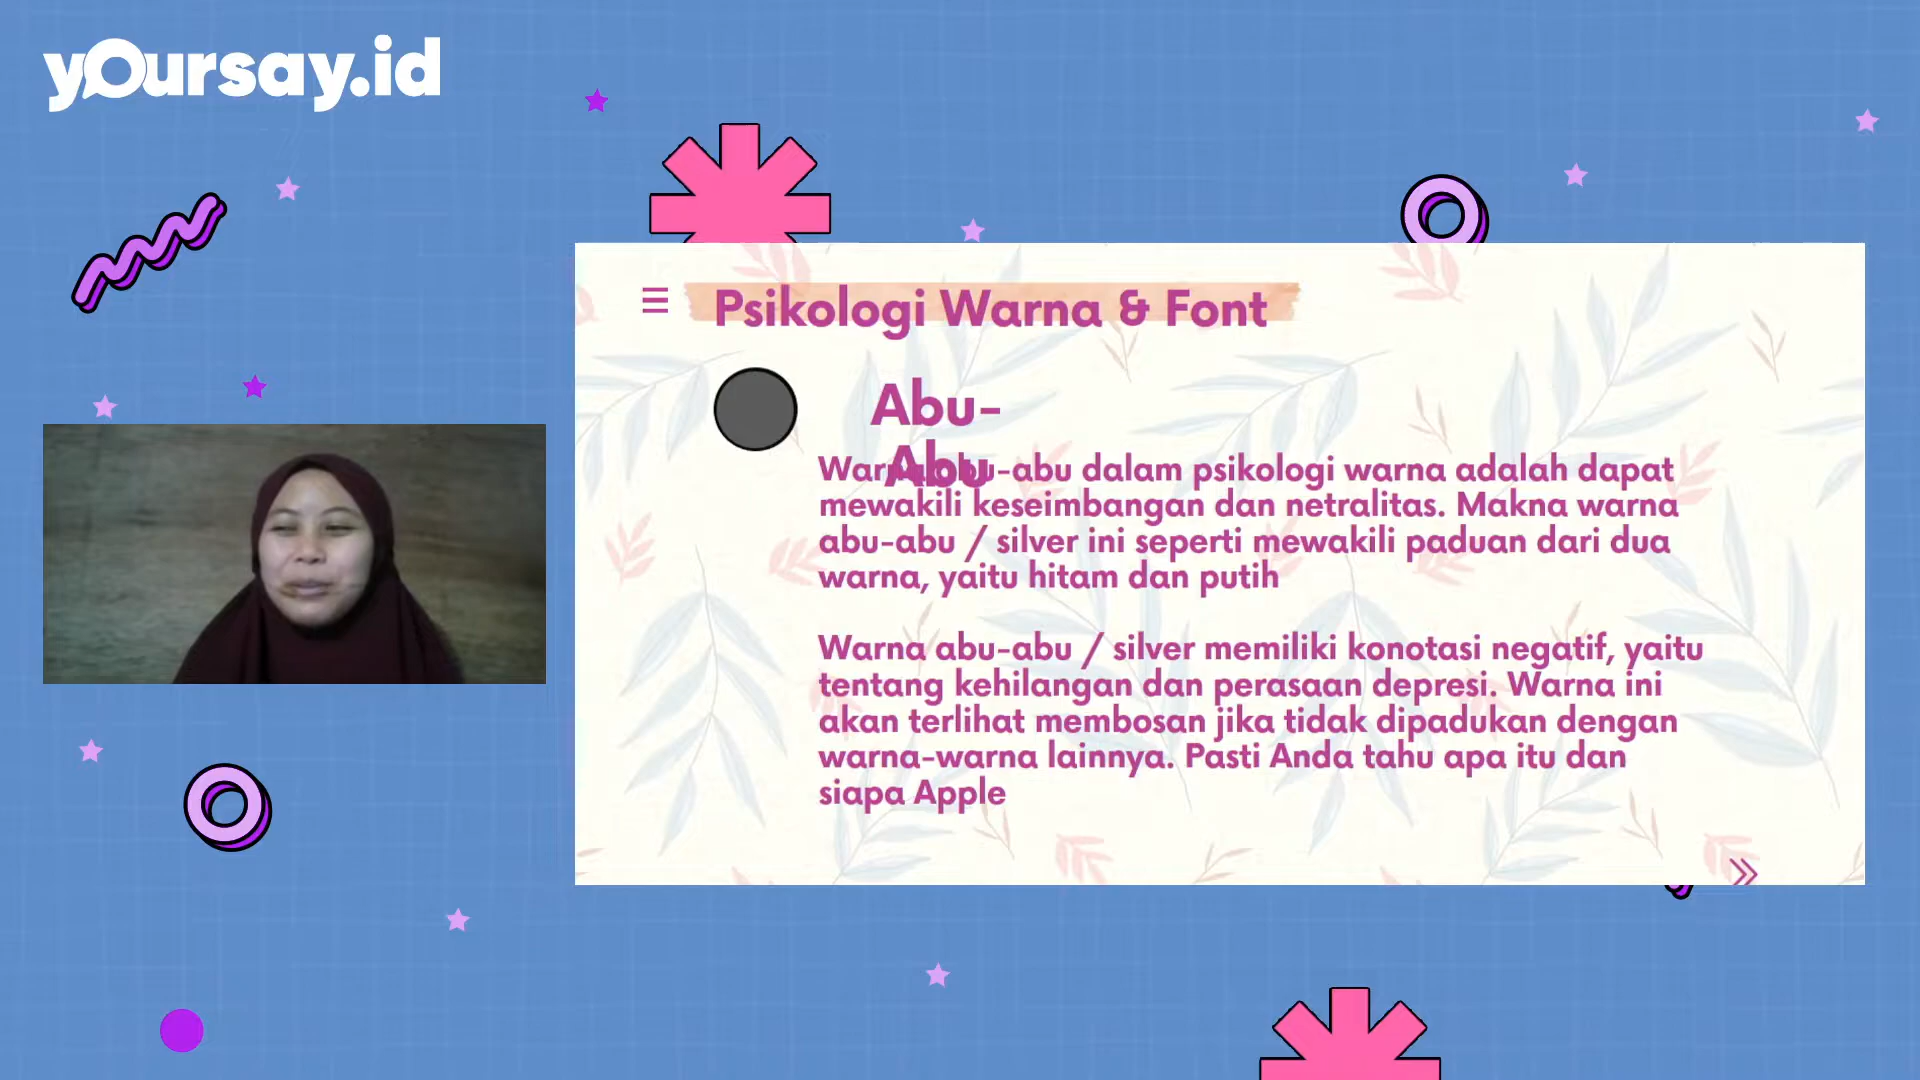 yoursay.id
Psikologi Warna & Font
Abu-
Abu
Warna abu-abu dalam psikologi warna adalah dapat
mewakili keseimbangan dan netralitas. Makna warna
abu-abu / silver ini seperti mewakili paduan dari dua
warna, yaitu hitam dan putih
Warna abu-abu / silver memiliki konotasi negatif, yaitu
tentang kehilangan dan perasaan depresi. Warna ini
akan terlihat membosan jika tidak dipadukan dengan
warna-warna lainnya. Pasti Anda tahu apa itu dan
siapa Apple